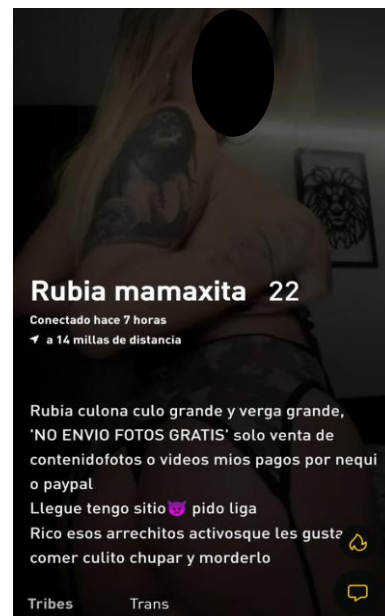 Rubia mamaxita 22
Conectado hace 7 horas
a 14 millas de distancia
Rubia culona culo grande y verga grande,
'NO ENVIO FOTOS GRATIS' solo venta de
contenidofotos o videos mios pagos por nequi
o paypal
Llegue tengo sitio😈 pido liga
Rico esos arrechitos activosque les gusta
comer culito chupar y morderlo
Tribes Trans